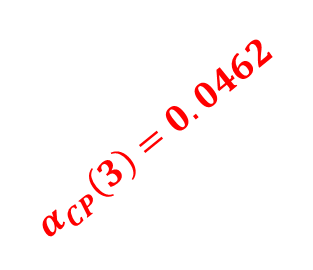 α_CP(3) = 0.0462